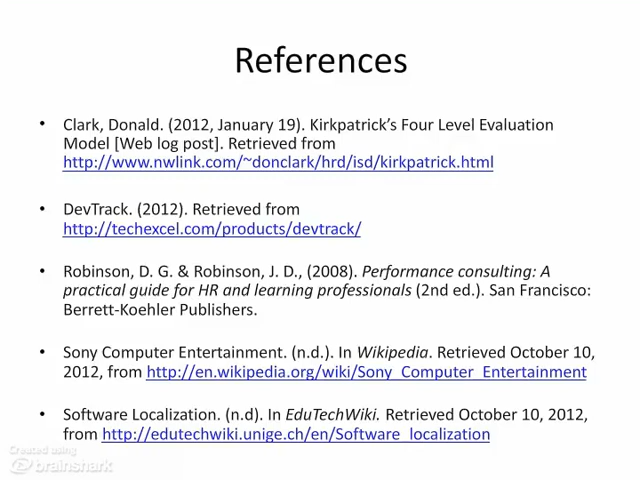 References
• Clark, Donald. (2012, January 19). Kirkpatrick's Four Level Evaluation
Model [Web log post]. Retrieved from
http://www.nwlink.com/~donclark/hrd/isd/kirkpatrick.html
• DevTrack. (2012). Retrieved from
http://techexcel.com/products/devtrack/
• Robinson, D. G. & Robinson, J. D., (2008). Performance consulting: A
practical guide for HR and learning professionals (2nd ed.). San Francisco:
Berrett-Koehler Publishers.
• Sony Computer Entertainment. (n.d.). In Wikipedia. Retrieved October 10,
2012, from http://en.wikipedia.org/wiki/Sony_Computer_Entertainment
• Software Localization. (n.d). In EduTechWiki. Retrieved October 10, 2012,
from http://edutechwiki.unige.ch/en/Software_localization
Created using
brainshark